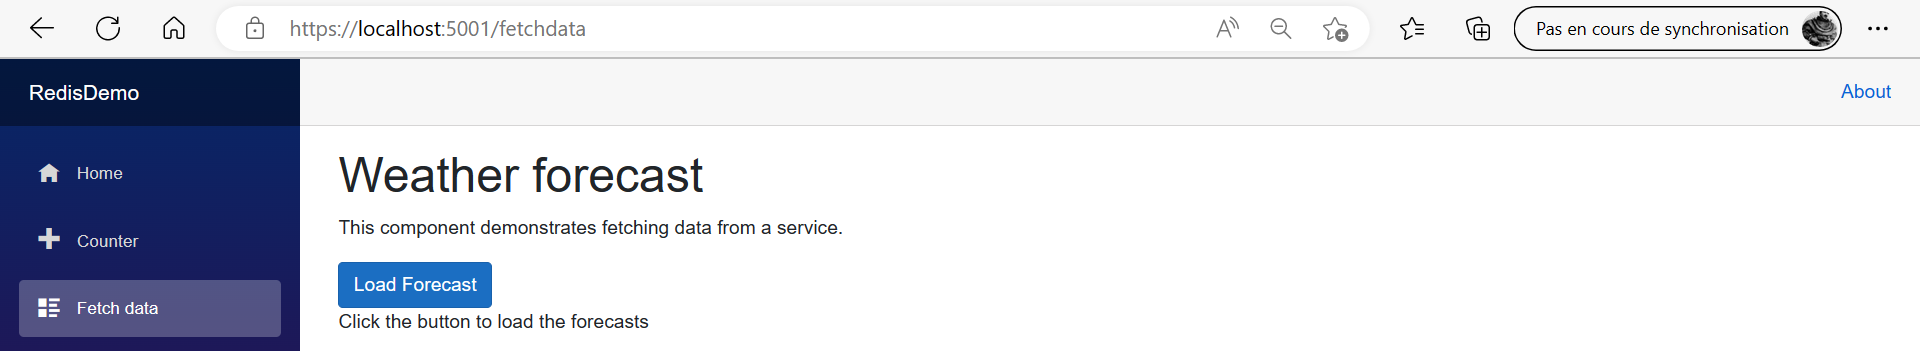 https://localhost:5001/fetchdata
Pas en cours de synchronisation
RedisDemo
About
Home
Counter
Fetch data
Weather forecast
This component demonstrates fetching data from a service.
Load Forecast
Click the button to load the forecasts